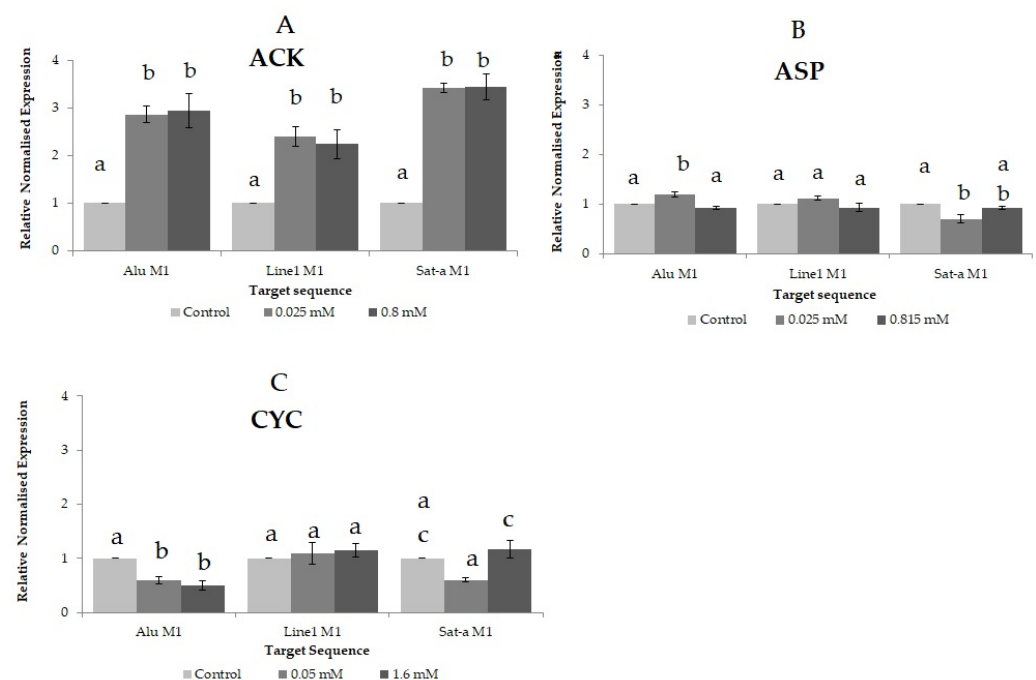 A
ACK
Relative Normalised Expression
4
3
2
1
0
b b
b b
b b
a
a
a
Alu M1 Line1 M1 Sat-a M1
Target sequence
Control 0.025 mM 0.8 mM
B
ASP
Relative Normalised Expression
4
3
2
1
0
a b a
a a a
a b a b
Alu M1 Line1 M1 Sat-a M1
Target sequence
Control 0.025 mM 0.815 mM
C
CYC
Relative Normalised Expression
4
3
2
1
0
a b b
a a a
a c a c
Alu M1 Line1 M1 Sat-a M1
Target Sequence
Control 0.05 mM 1.6 mM